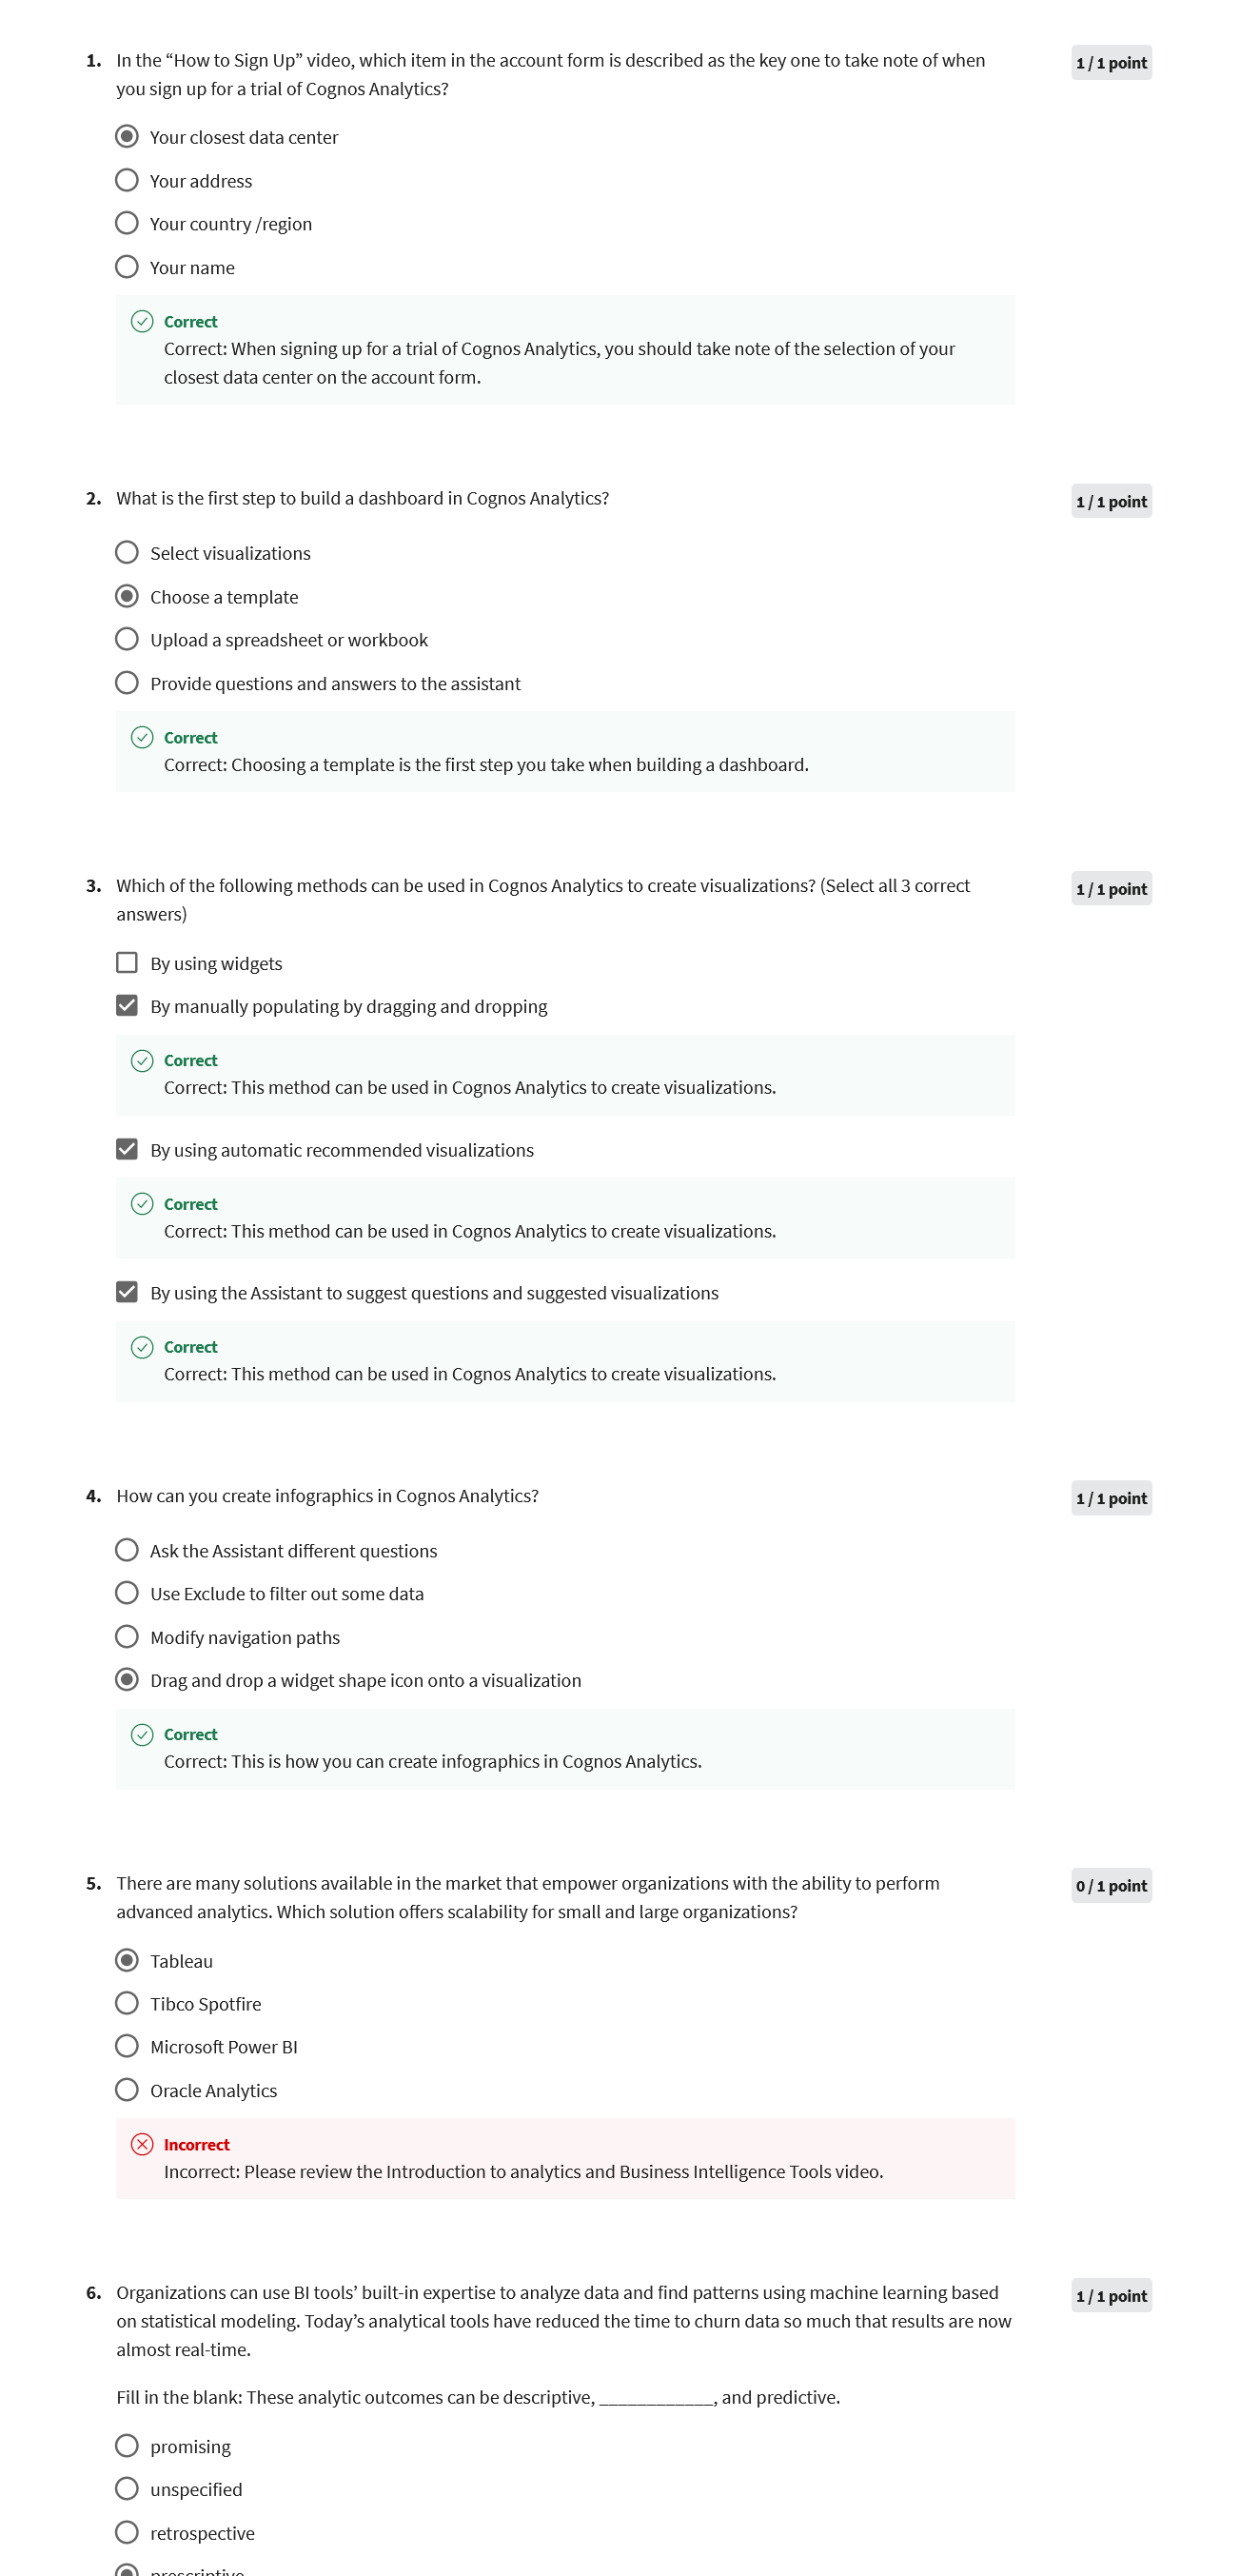 1. In the “How to Sign Up” video, which item in the account form is described as the key one to take note of when
you sign up for a trial of Cognos Analytics?
1 / 1 point
Your closest data center
Your address
Your country /region
Your name
Correct
Correct: When signing up for a trial of Cognos Analytics, you should take note of the selection of your
closest data center on the account form.
2. What is the first step to build a dashboard in Cognos Analytics?
1 / 1 point
Select visualizations
Choose a template
Upload a spreadsheet or workbook
Provide questions and answers to the assistant
Correct
Correct: Choosing a template is the first step you take when building a dashboard.
3. Which of the following methods can be used in Cognos Analytics to create visualizations? (Select all 3 correct
answers)
1 / 1 point
By using widgets
By manually populating by dragging and dropping
Correct
Correct: This method can be used in Cognos Analytics to create visualizations.
By using automatic recommended visualizations
Correct
Correct: This method can be used in Cognos Analytics to create visualizations.
By using the Assistant to suggest questions and suggested visualizations
Correct
Correct: This method can be used in Cognos Analytics to create visualizations.
4. How can you create infographics in Cognos Analytics?
1 / 1 point
Ask the Assistant different questions
Use Exclude to filter out some data
Modify navigation paths
Drag and drop a widget shape icon onto a visualization
Correct
Correct: This is how you can create infographics in Cognos Analytics.
5. There are many solutions available in the market that empower organizations with the ability to perform
advanced analytics. Which solution offers scalability for small and large organizations?
0 / 1 point
Tableau
Tibco Spotfire
Microsoft Power BI
Oracle Analytics
Incorrect
Incorrect: Please review the Introduction to analytics and Business Intelligence Tools video.
6. Organizations can use BI tools’ built-in expertise to analyze data and find patterns using machine learning based
on statistical modeling. Today’s analytical tools have reduced the time to churn data so much that results are now
almost real-time.
1 / 1 point
Fill in the blank: These analytic outcomes can be descriptive, ____________, and predictive.
promising
unspecified
retrospective
prescriptive